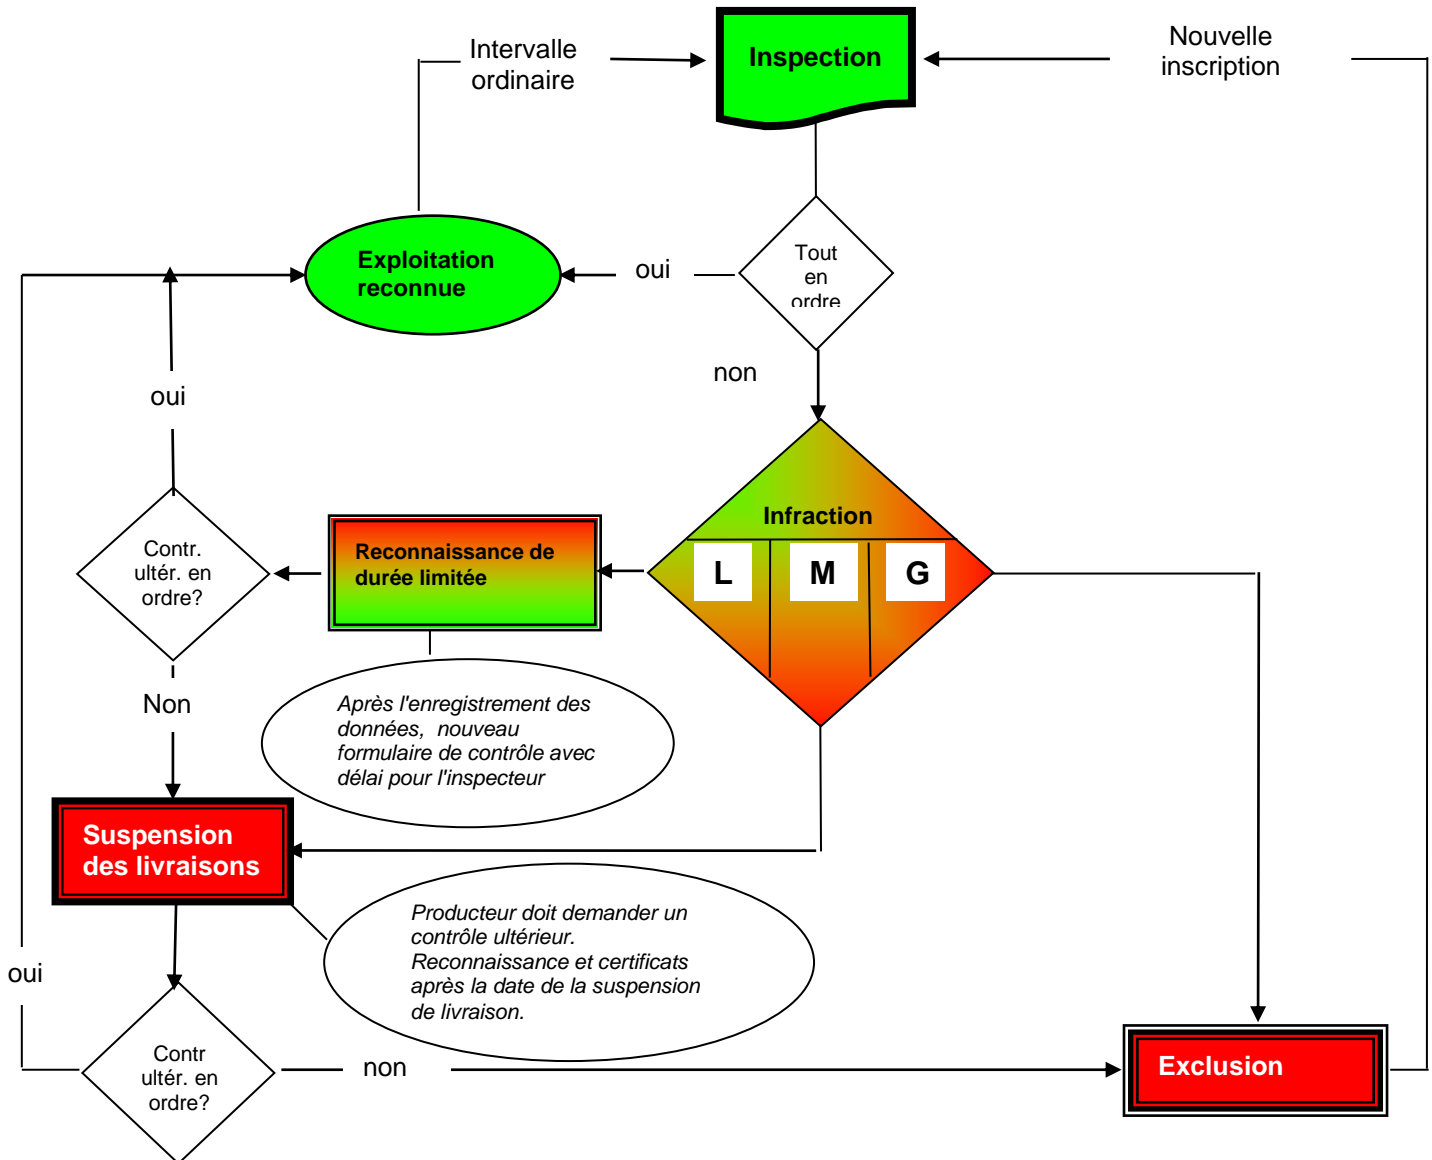 Intervalle
ordinaire
Inspection
Nouvelle
inscription
Exploitation
reconnue
oui
Tout
en
ordre
non
oui
Infraction
L M G
Reconnaissance de
durée limitée
Contr.
ultér. en
ordre?
Non
Après l'enregistrement des
données, nouveau
formulaire de contrôle avec
délai pour l'inspecteur
Suspension
des livraisons
Producteur doit demander un
contrôle ultérieur.
Reconnaissance et certificats
après la date de la suspension
de livraison.
oui
Contr
ultér. en
ordre?
non
Exclusion